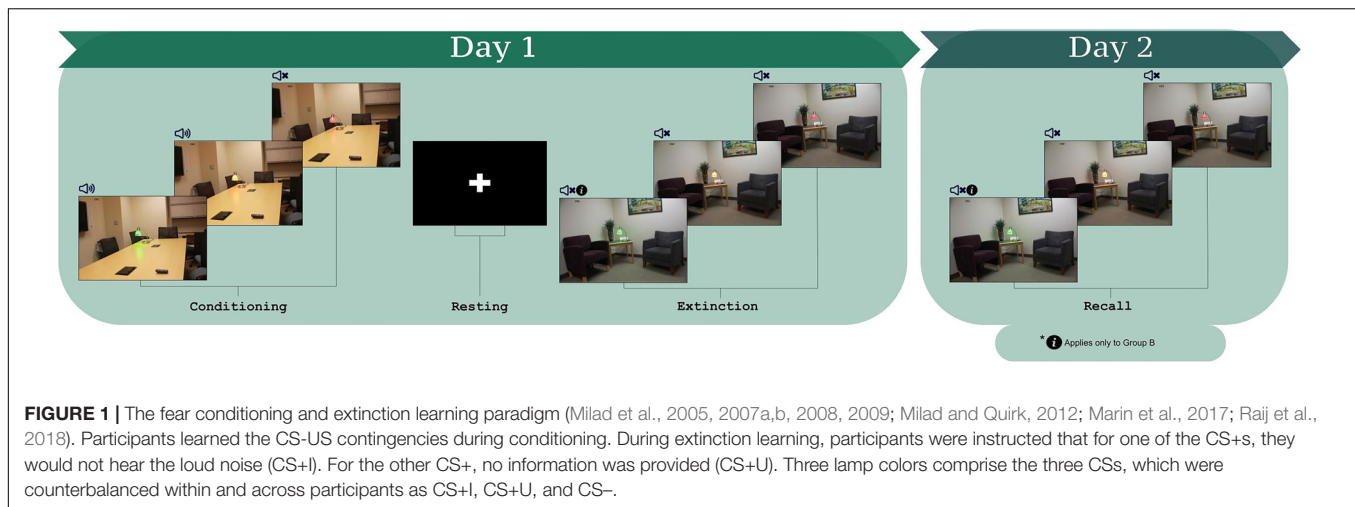 Day 1
Day 2
Conditioning
Resting
Extinction
Recall
* i Applies only to Group B
FIGURE 1 | The fear conditioning and extinction learning paradigm (Milad et al., 2005, 2007a,b, 2008, 2009; Milad and Quirk, 2012; Marin et al., 2017; Raij et al.,
2018). Participants learned the CS-US contingencies during conditioning. During extinction learning, participants were instructed that for one of the CS+s, they
would not hear the loud noise (CS+I). For the other CS+, no information was provided (CS+U). Three lamp colors comprise the three CSs, which were
counterbalanced within and across participants as CS+I, CS+U, and CS–.